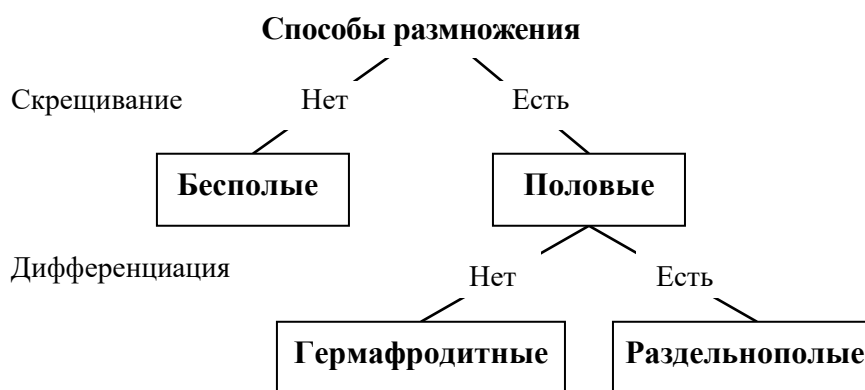 Способы размножения
Скрещивание Нет Есть
Бесполые Половые
Дифференциация Нет Есть
Гермафродитные Раздельнополые